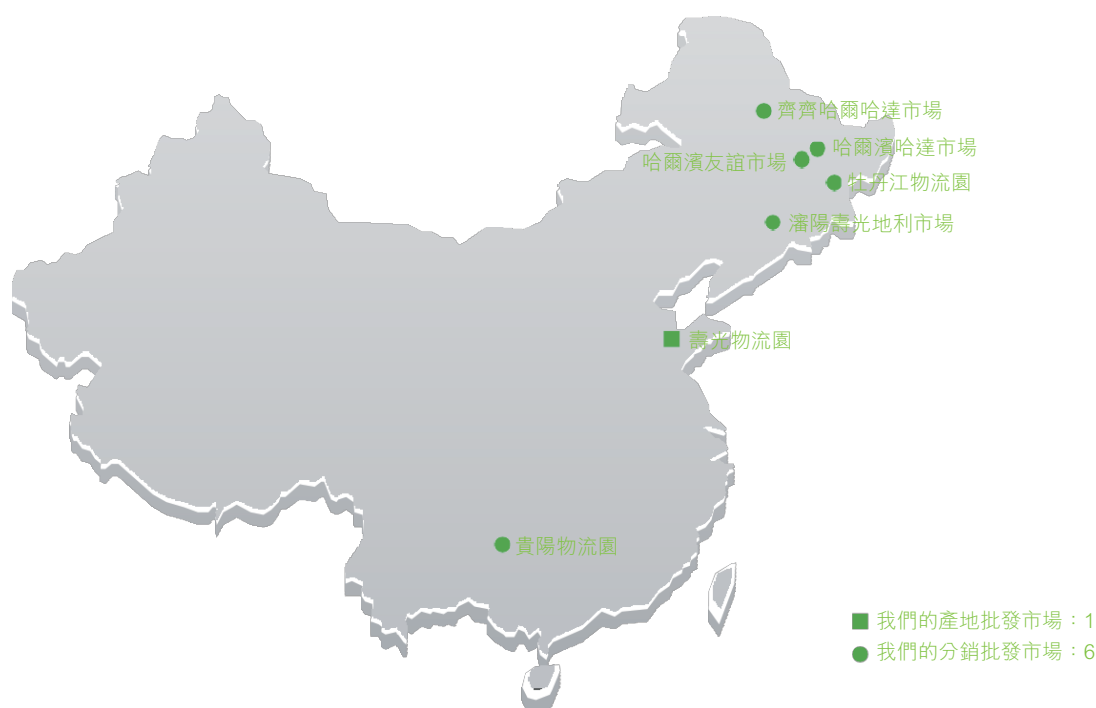 齊齊哈爾哈達市場
哈爾濱哈達市場
哈爾濱友誼市場
牡丹江物流園
瀋陽壽光地利市場
壽光物流園
貴陽物流園
我們的產地批發市場：1
我們的分銷批發市場：6